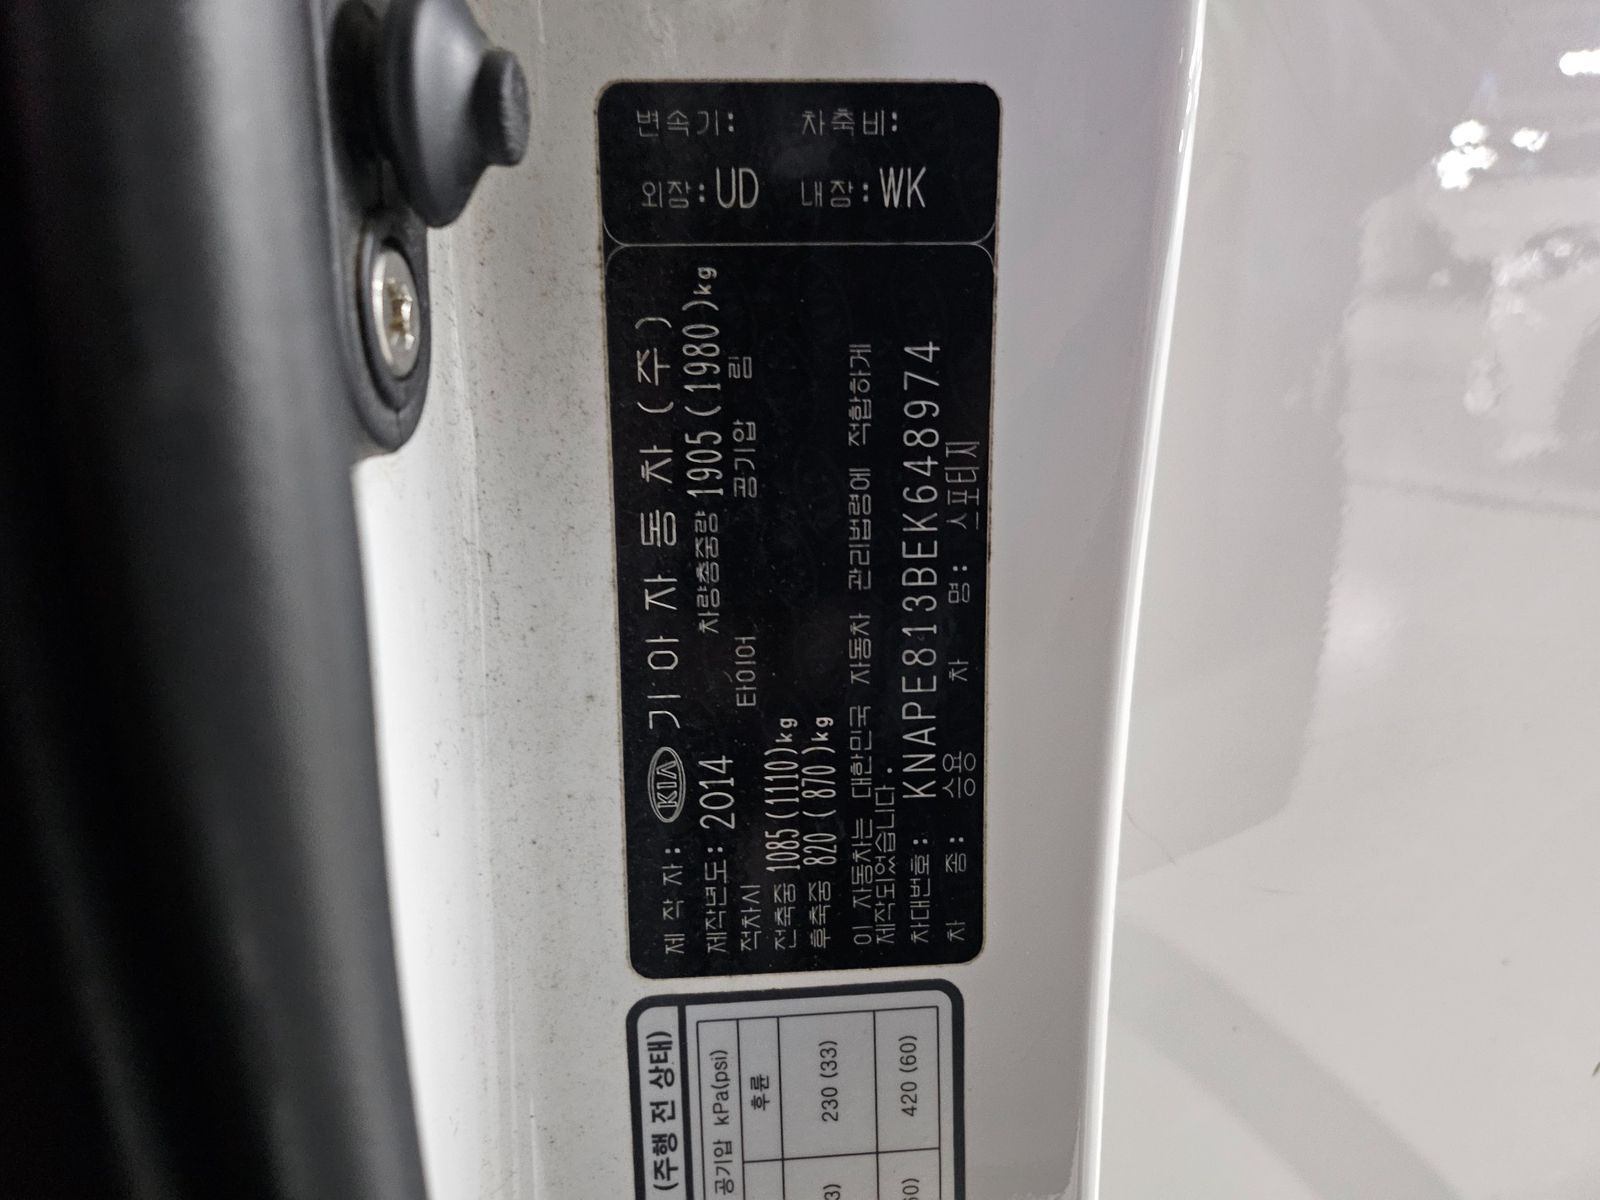 변속기: 차축비:
외장:UD 내장:WK
제 작 자: KIA 기아자동차(주)
제작년도:2014 차량총중량 1905(1980)kg
적차시 타이어 공기압 림
전축중 1085(1110)kg
후축중 820(870)kg
이 자동차는 대한민국 자동차 관리법령에 적합하게
제작되었습니다.
차대번호: KNAPE813BEK648974
차 종: 승용 차 명: 스포티지
(주행 전 상태)
공기압 kPa(psi)
후륜
230 (33)
420 (60)